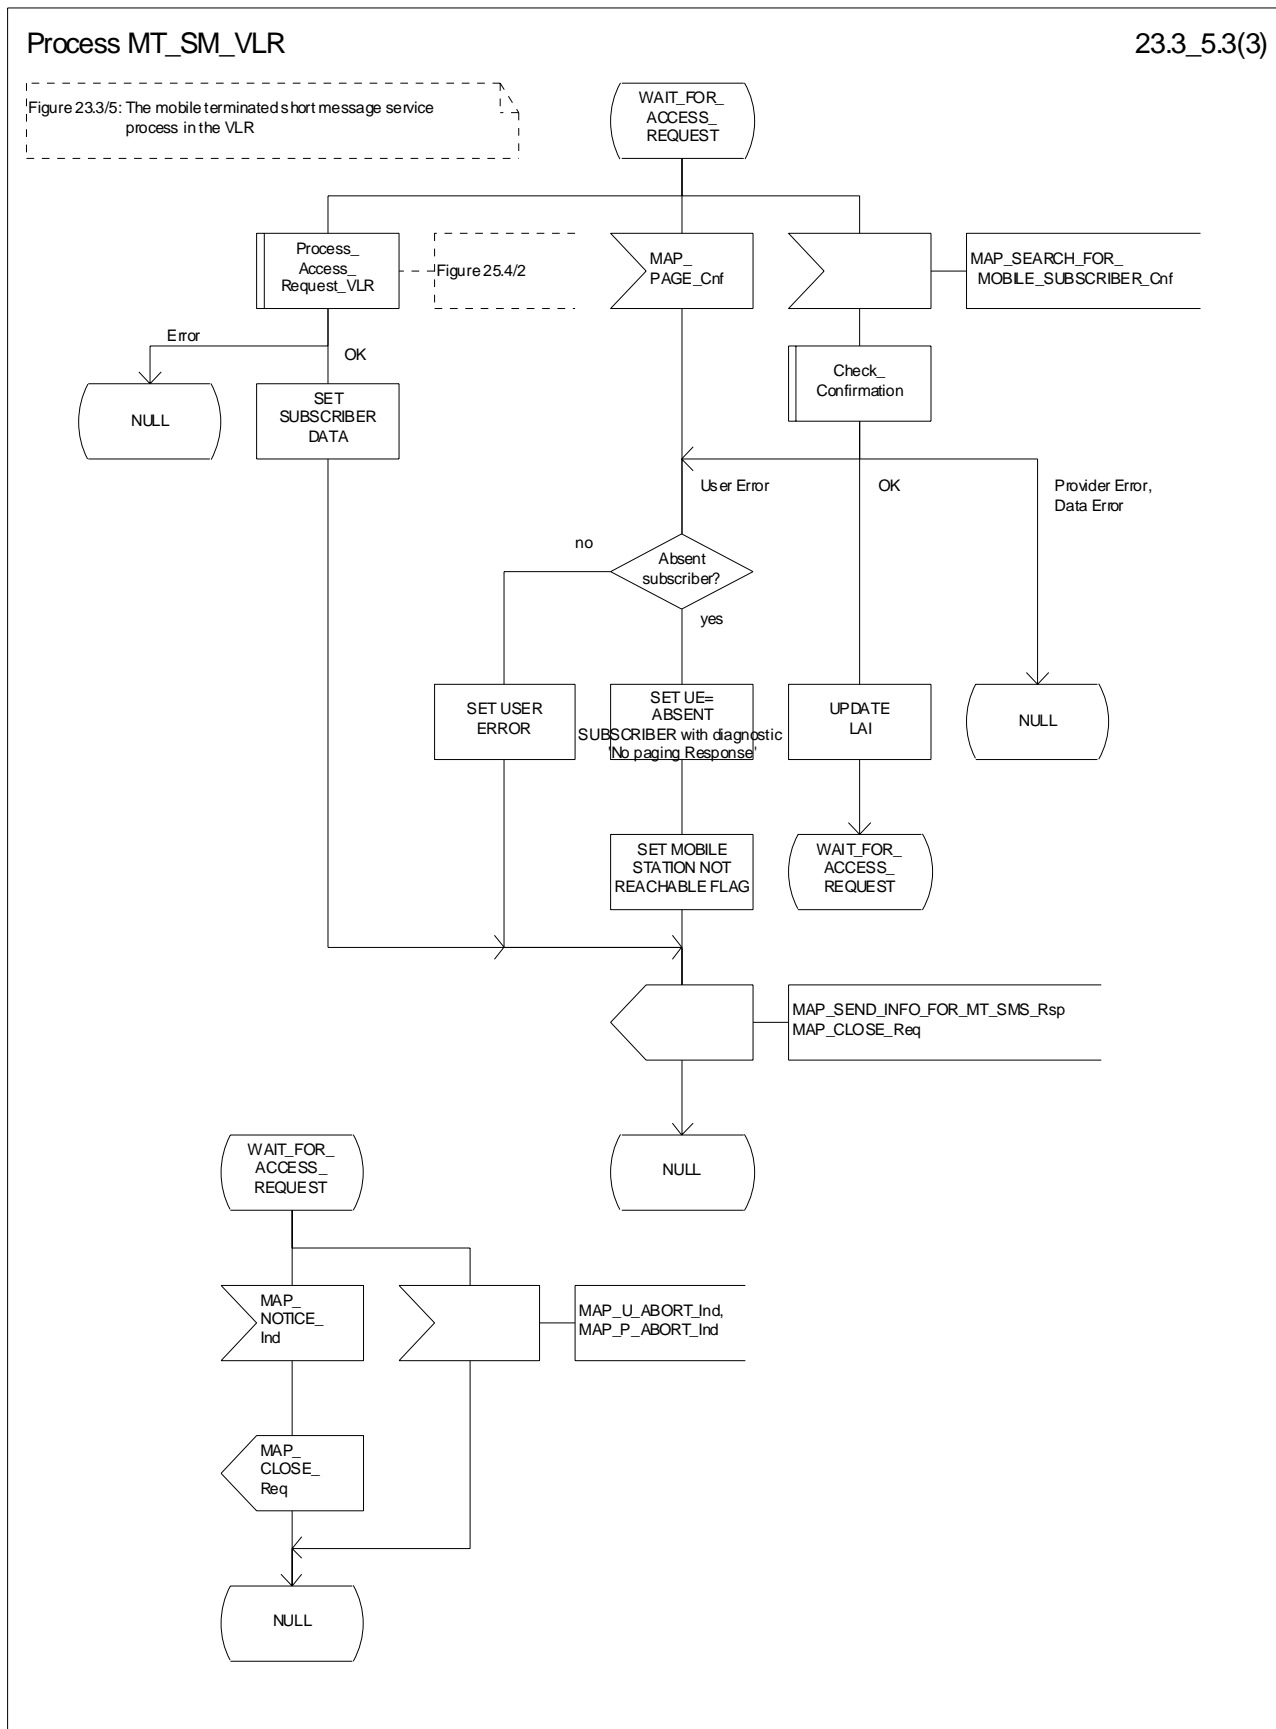 Process MT_SM_VLR
23.3_5.3(3)
Figure 23.3/5: The mobile terminated short message service
process in the VLR
WAIT_FOR_
ACCESS_
REQUEST
Process_
Access_
Request_VLR
Figure 25.4/2
MAP_
PAGE_Cnf
MAP_SEARCH_FOR_
MOBILE_SUBSCRIBER_Cnf
Error
OK
Check_
Confirmation
NULL
SET
SUBSCRIBER
DATA
User Error
OK
Provider Error,
Data Error
no
Absent
subscriber?
yes
SET USER
ERROR
SET UE=
ABSENT
SUBSCRIBER with diagnostic
'No paging Response'
UPDATE
LAI
NULL
SET MOBILE
STATION NOT
REACHABLE FLAG
WAIT_FOR_
ACCESS_
REQUEST
MAP_SEND_INFO_FOR_MT_SMS_Rsp
MAP_CLOSE_Req
NULL
WAIT_FOR_
ACCESS_
REQUEST
MAP_
NOTICE_
Ind
MAP_U_ABORT_Ind,
MAP_P_ABORT_Ind
MAP_
CLOSE_
Req
NULL